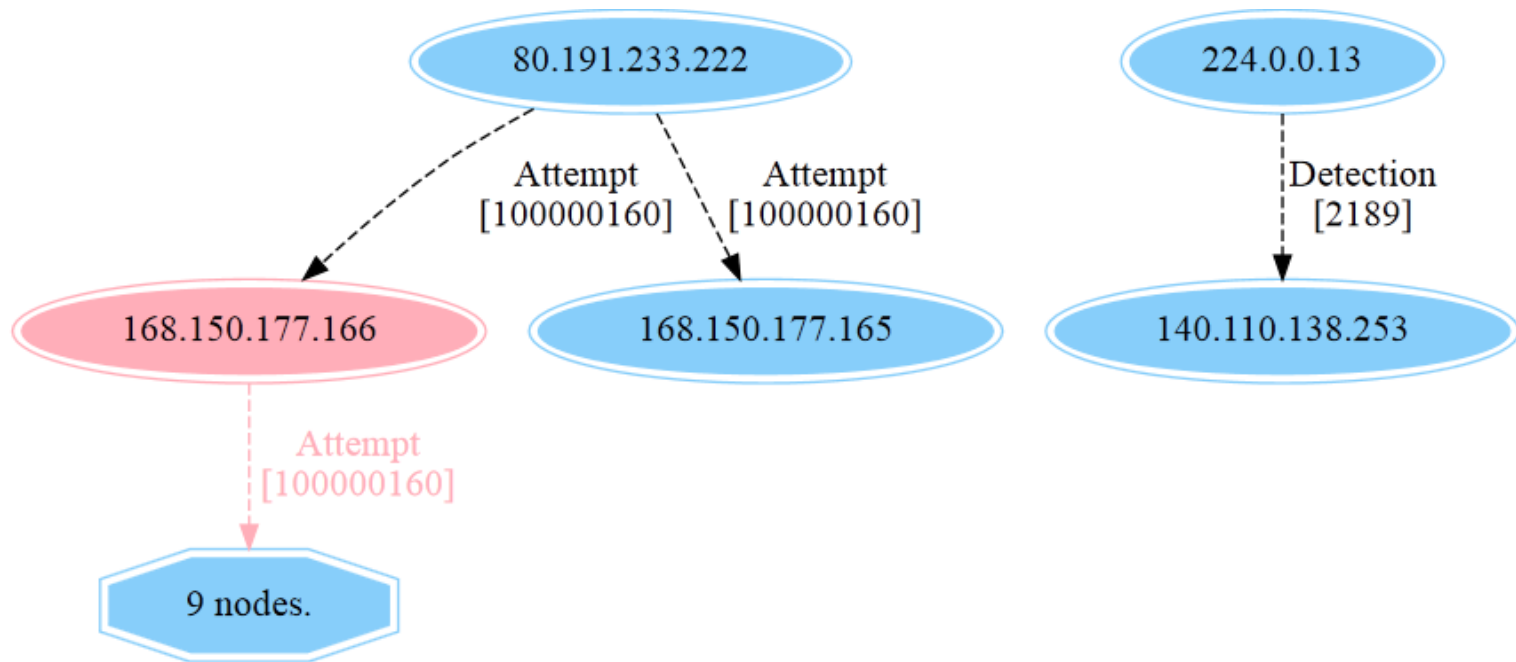 80.191.233.222
224.0.0.13
Attempt
[100000160]
Attempt
[100000160]
Detection
[2189]
168.150.177.166
168.150.177.165
140.110.138.253
Attempt
[100000160]
9 nodes.